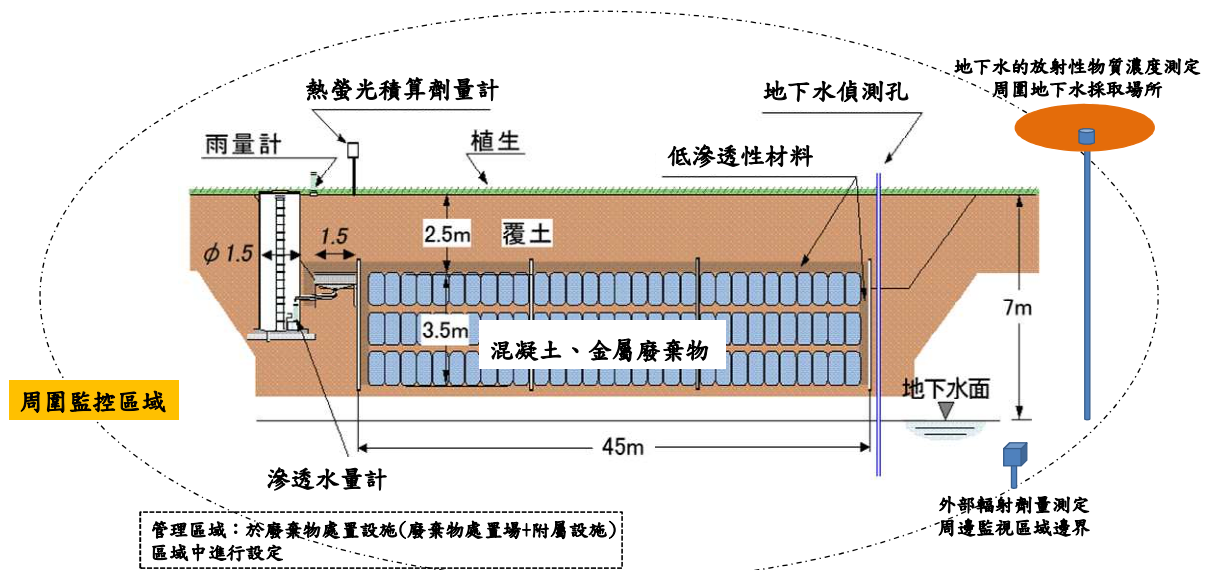 地下水的放射性物質濃度測定
周圍地下水採取場所
熱螢光積算劑量計
地下水偵測孔
雨量計
植生
低滲透性材料
2.5m
覆土
1.5
φ1.5
7m
3.5m
混凝土、金屬廢棄物
地下水面
周圍監控區域
45m
滲透水量計
外部輻射劑量測定
周邊監視區域邊界
管理區域：於廢棄物處置設施(廢棄物處置場+附屬設施)
區域中進行設定